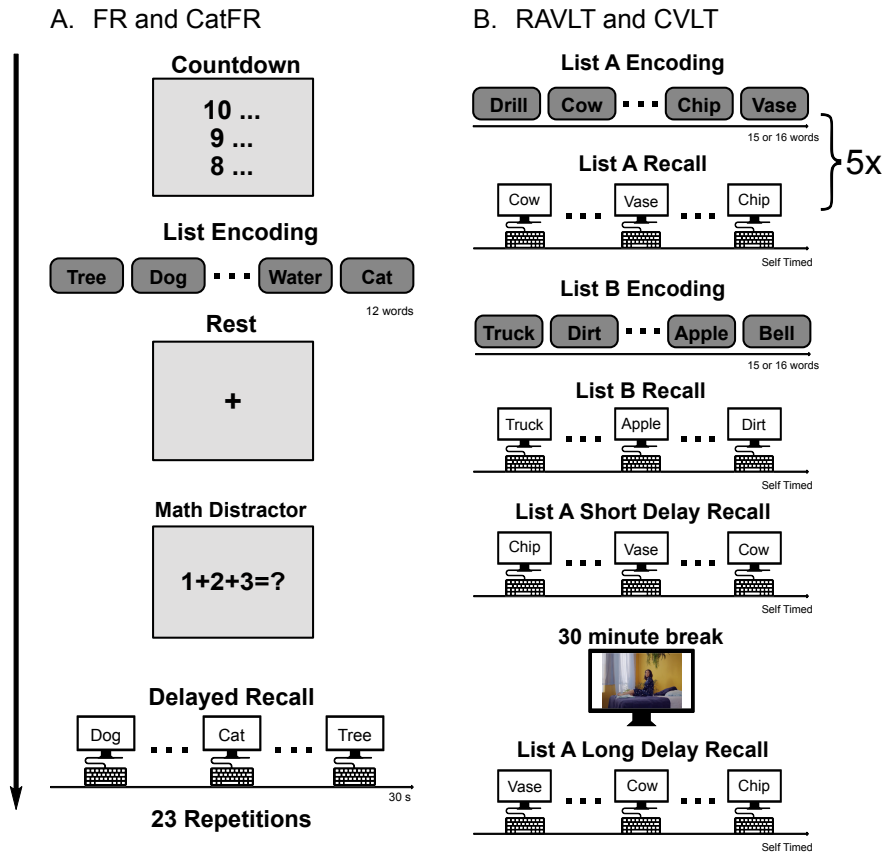 A. FR and CatFR
Countdown
10 ...
9 ...
8 ...
List Encoding
Tree Dog ... Water Cat
12 words
Rest
+
Math Distractor
1+2+3=?
Delayed Recall
Dog ... Cat ... Tree
30 s
23 Repetitions
B. RAVLT and CVLT
List A Encoding
Drill Cow ... Chip Vase
15 or 16 words
5x
List A Recall
Cow ... Vase ... Chip
Self Timed
List B Encoding
Truck Dirt ... Apple Bell
15 or 16 words
List B Recall
Truck ... Apple ... Dirt
Self Timed
List A Short Delay Recall
Chip ... Vase ... Cow
Self Timed
30 minute break
List A Long Delay Recall
Vase ... Cow ... Chip
Self Timed